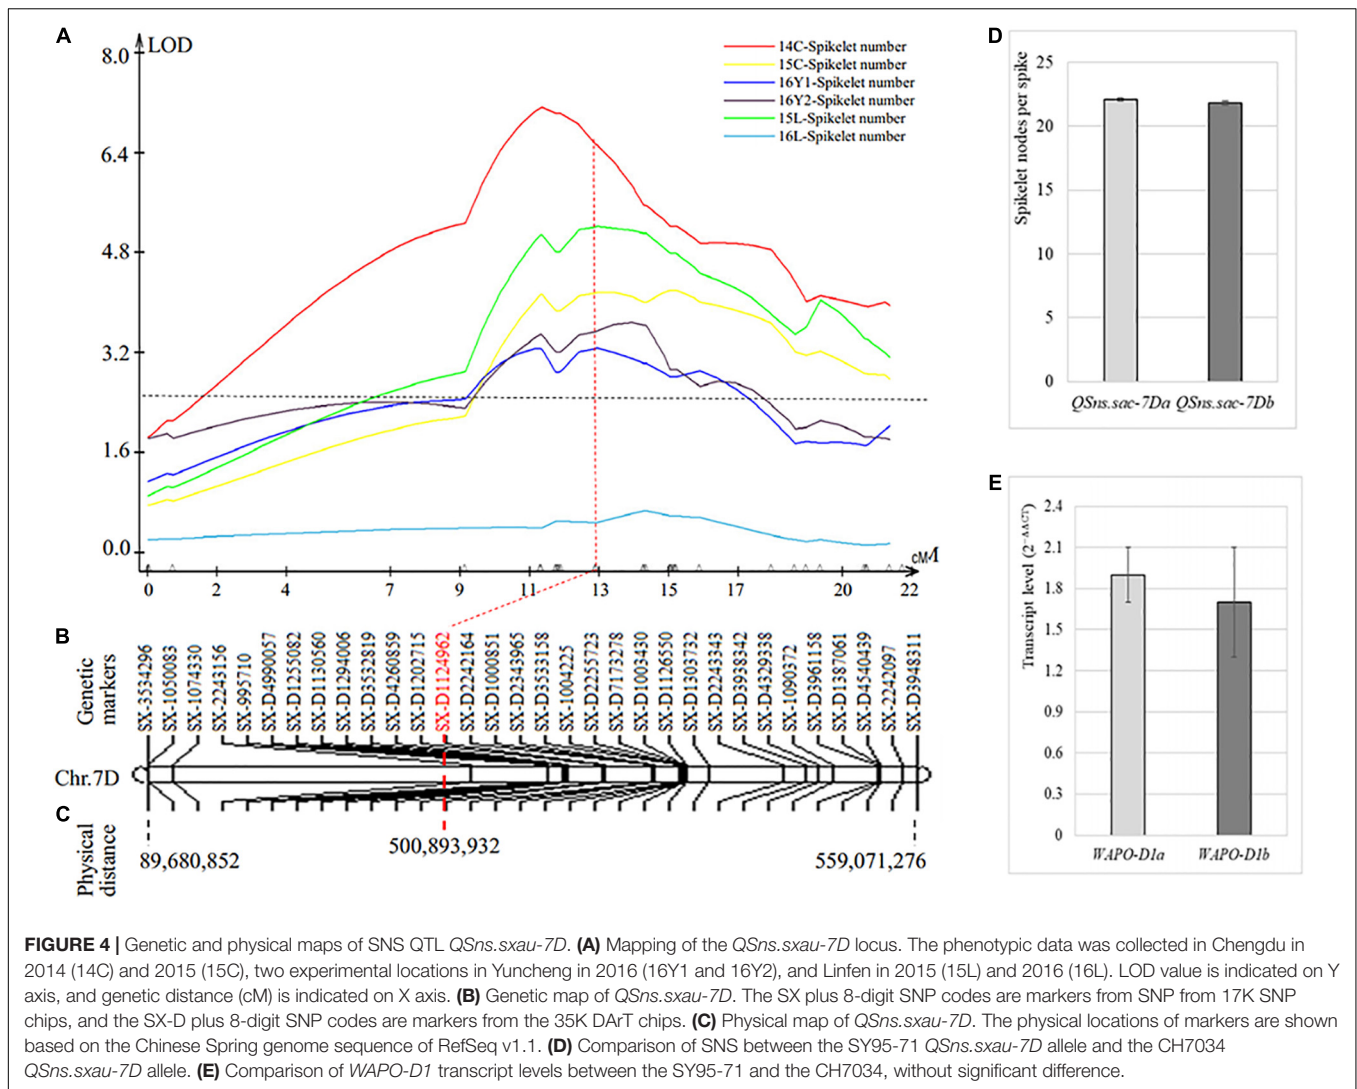 A
LOD
8.0
6.4
4.8
3.2
1.6
0.0
14C-Spikelet number
15C-Spikelet number
16Y1-Spikelet number
16Y2-Spikelet number
15L-Spikelet number
16L-Spikelet number
0 2 4 7 9 11 13 15 17 20 22
cM
B
Genetic markers
SX-3534296
SX-1050083
SX-1074330
SX-2243156
SX-995710
SX-D4990057
SX-D1255082
SX-D1130560
SX-D1294006
SX-D3532819
SX-D4260859
SX-D1202715
SX-D1124962
SX-D2242164
SX-D1000851
SX-D2343965
SX-D3533158
SX-1004225
SX-D2255723
SX-D7173278
SX-D1003430
SX-D1126550
SX-D1303732
SX-D2243343
SX-D3938342
SX-D4329338
SX-1090372
SX-D3961158
SX-D1387061
SX-D4540439
SX-2242097
SX-D3948311
Chr.7D
C
Physical distance
89,680,852
500,893,932
559,071,276
D
Spikelet nodes per spike
25
20
15
10
5
0
QSns.sac-7Da QSns.sac-7Db
E
Transcript level (2−ΔΔCT)
2.4
2.1
1.8
1.5
1.2
0.9
0.6
0.3
0
WAPO-D1a WAPO-D1b
FIGURE 4 | Genetic and physical maps of SNS QTL QSns.sxau-7D. (A) Mapping of the QSns.sxau-7D locus. The phenotypic data was collected in Chengdu in
2014 (14C) and 2015 (15C), two experimental locations in Yuncheng in 2016 (16Y1 and 16Y2), and Linfen in 2015 (15L) and 2016 (16L). LOD value is indicated on Y
axis, and genetic distance (cM) is indicated on X axis. (B) Genetic map of QSns.sxau-7D. The SX plus 8-digit SNP codes are markers from SNP from 17K SNP
chips, and the SX-D plus 8-digit SNP codes are markers from the 35K DArT chips. (C) Physical map of QSns.sxau-7D. The physical locations of markers are shown
based on the Chinese Spring genome sequence of RefSeq v1.1. (D) Comparison of SNS between the SY95-71 QSns.sxau-7D allele and the CH7034
QSns.sxau-7D allele. (E) Comparison of WAPO-D1 transcript levels between the SY95-71 and the CH7034, without significant difference.